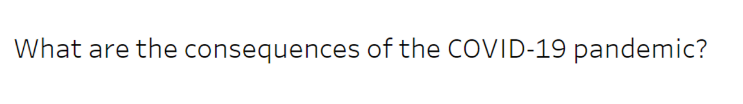 What are the consequences of the COVID-19 pandemic?